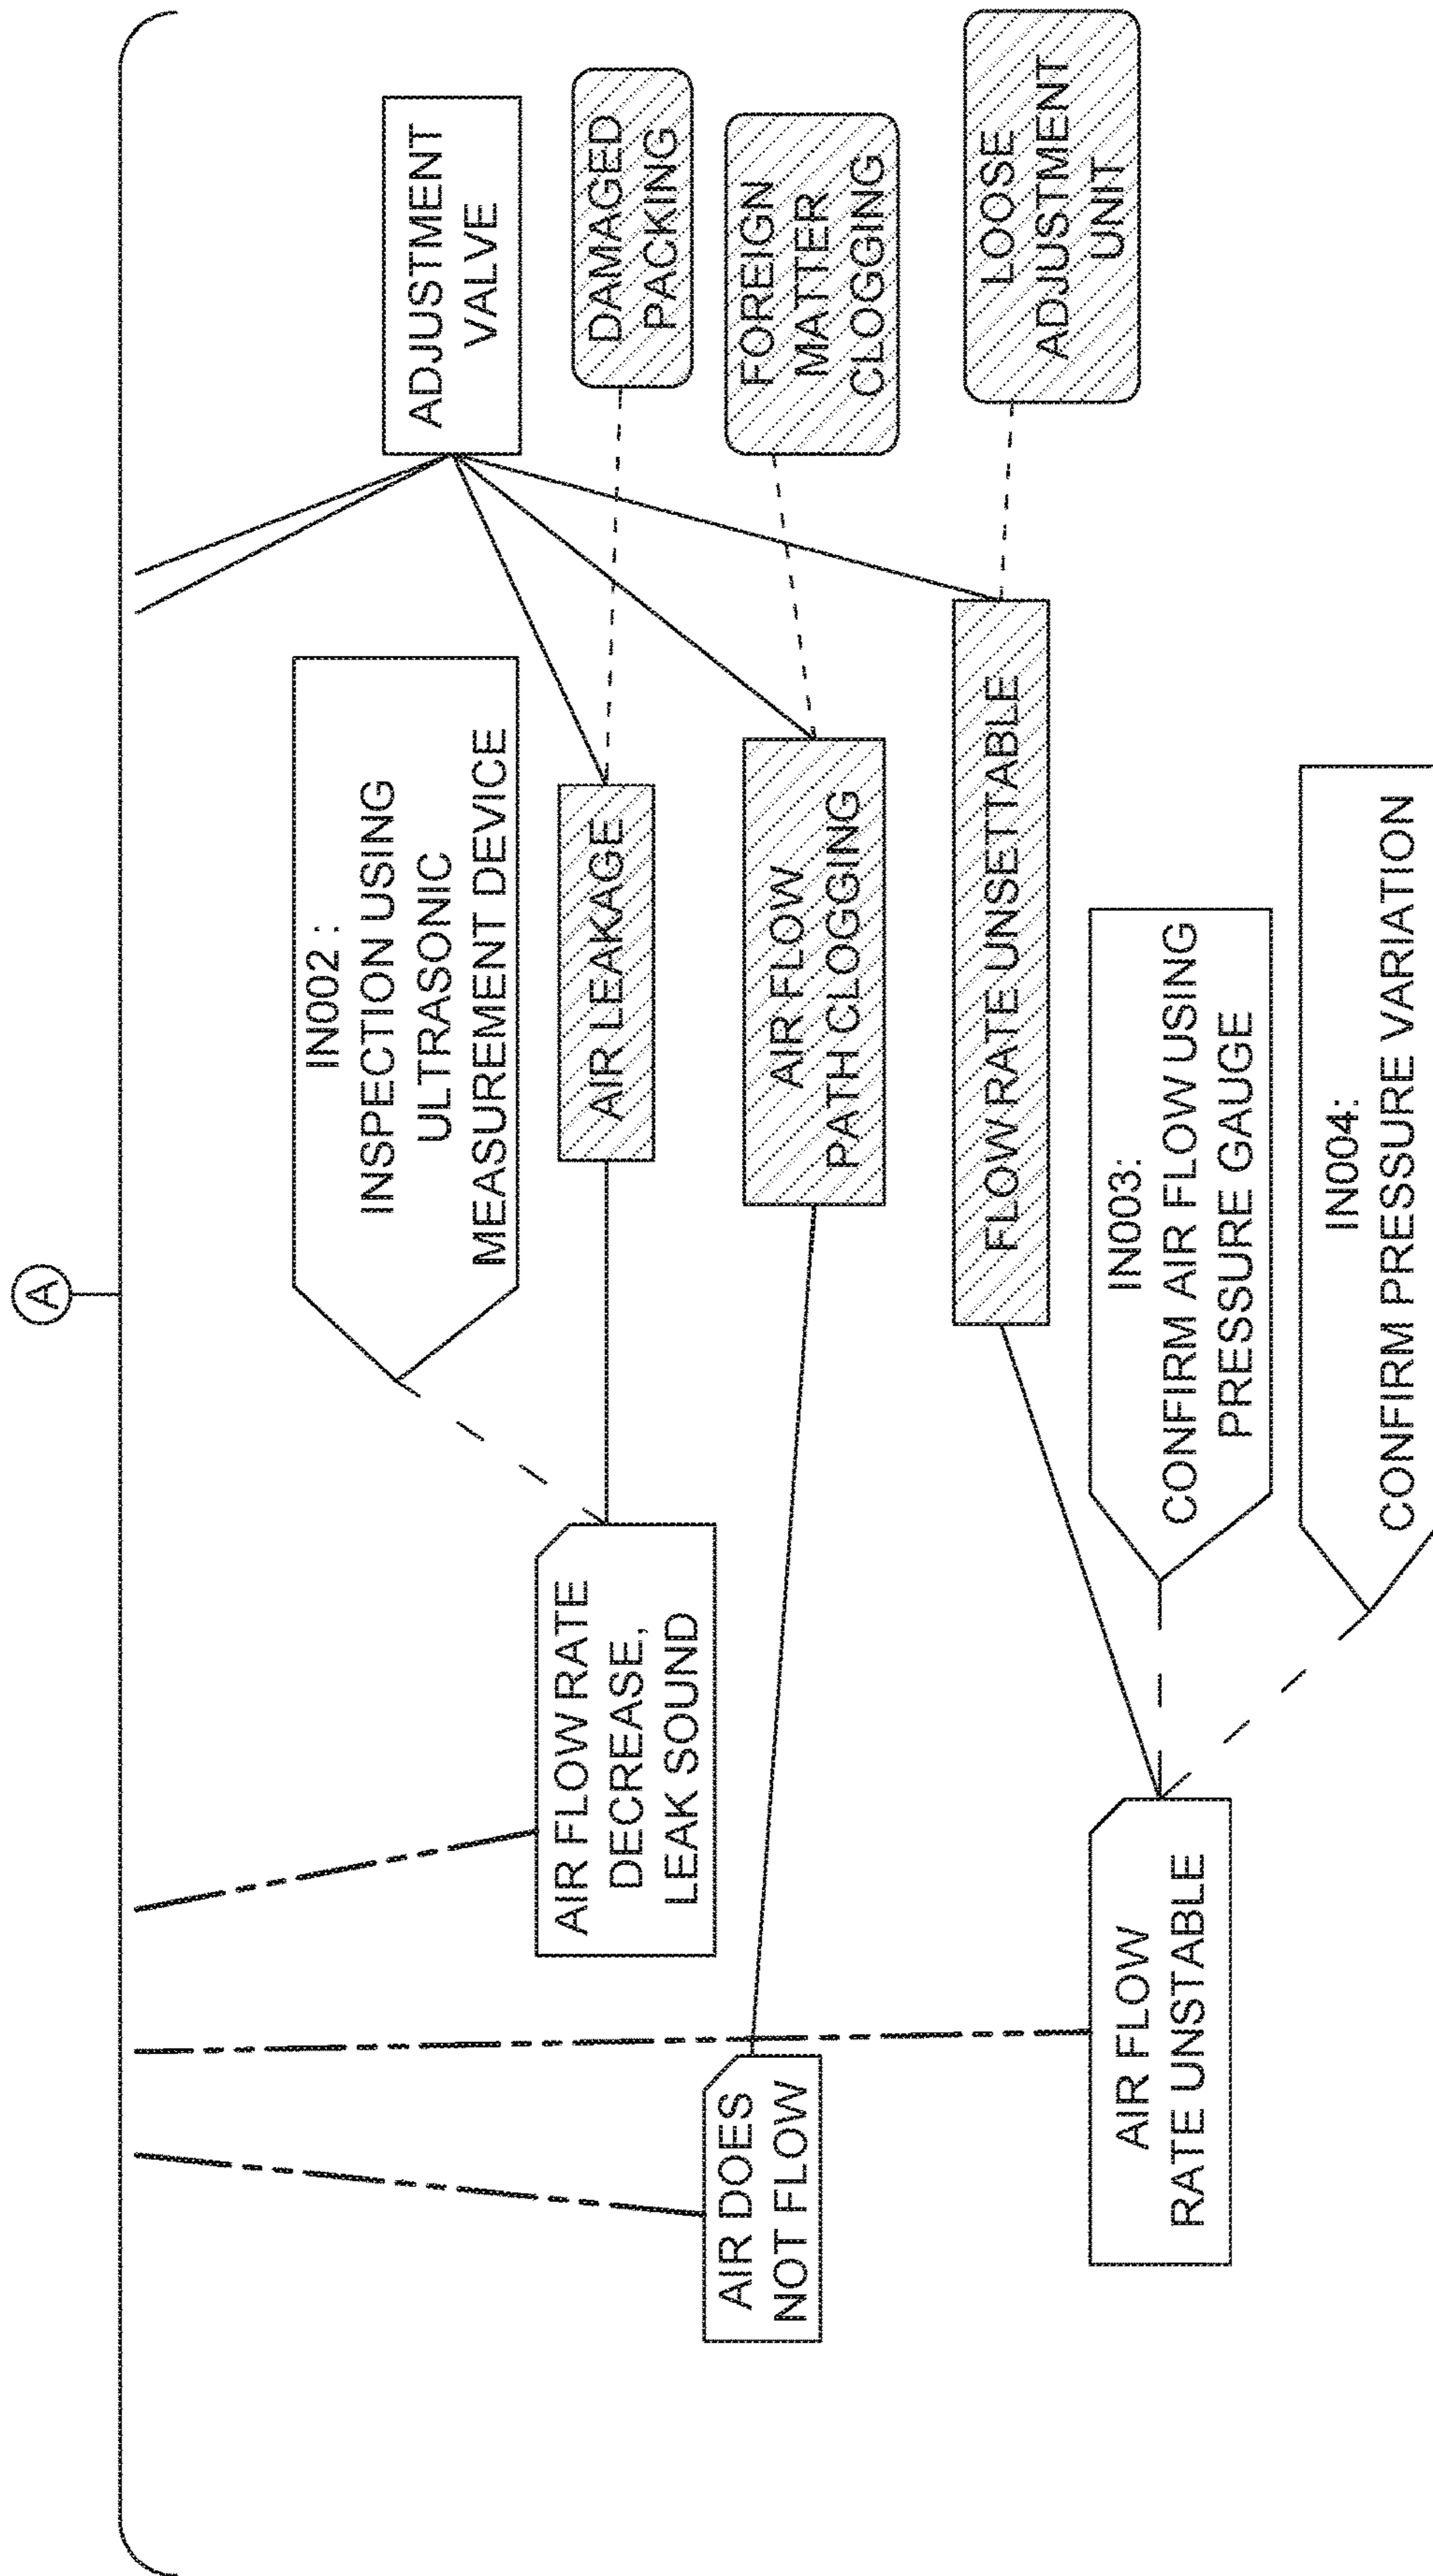 A
ADJUSTMENT
VALVE
IN002 :
INSPECTION USING
ULTRASONIC
MEASUREMENT DEVICE
DAMAGED
PACKING
AIR LEAKAGE
AIR FLOW RATE
DECREASE,
LEAK SOUND
FOREIGN
MATTER
CLOGGING
AIR FLOW
PATH CLOGGING
AIR DOES
NOT FLOW
LOOSE
ADJUSTMENT
UNIT
FLOW RATE UNSETTABLE
IN003:
CONFIRM AIR FLOW USING
PRESSURE GAUGE
AIR FLOW
RATE UNSTABLE
IN004:
CONFIRM PRESSURE VARIATION